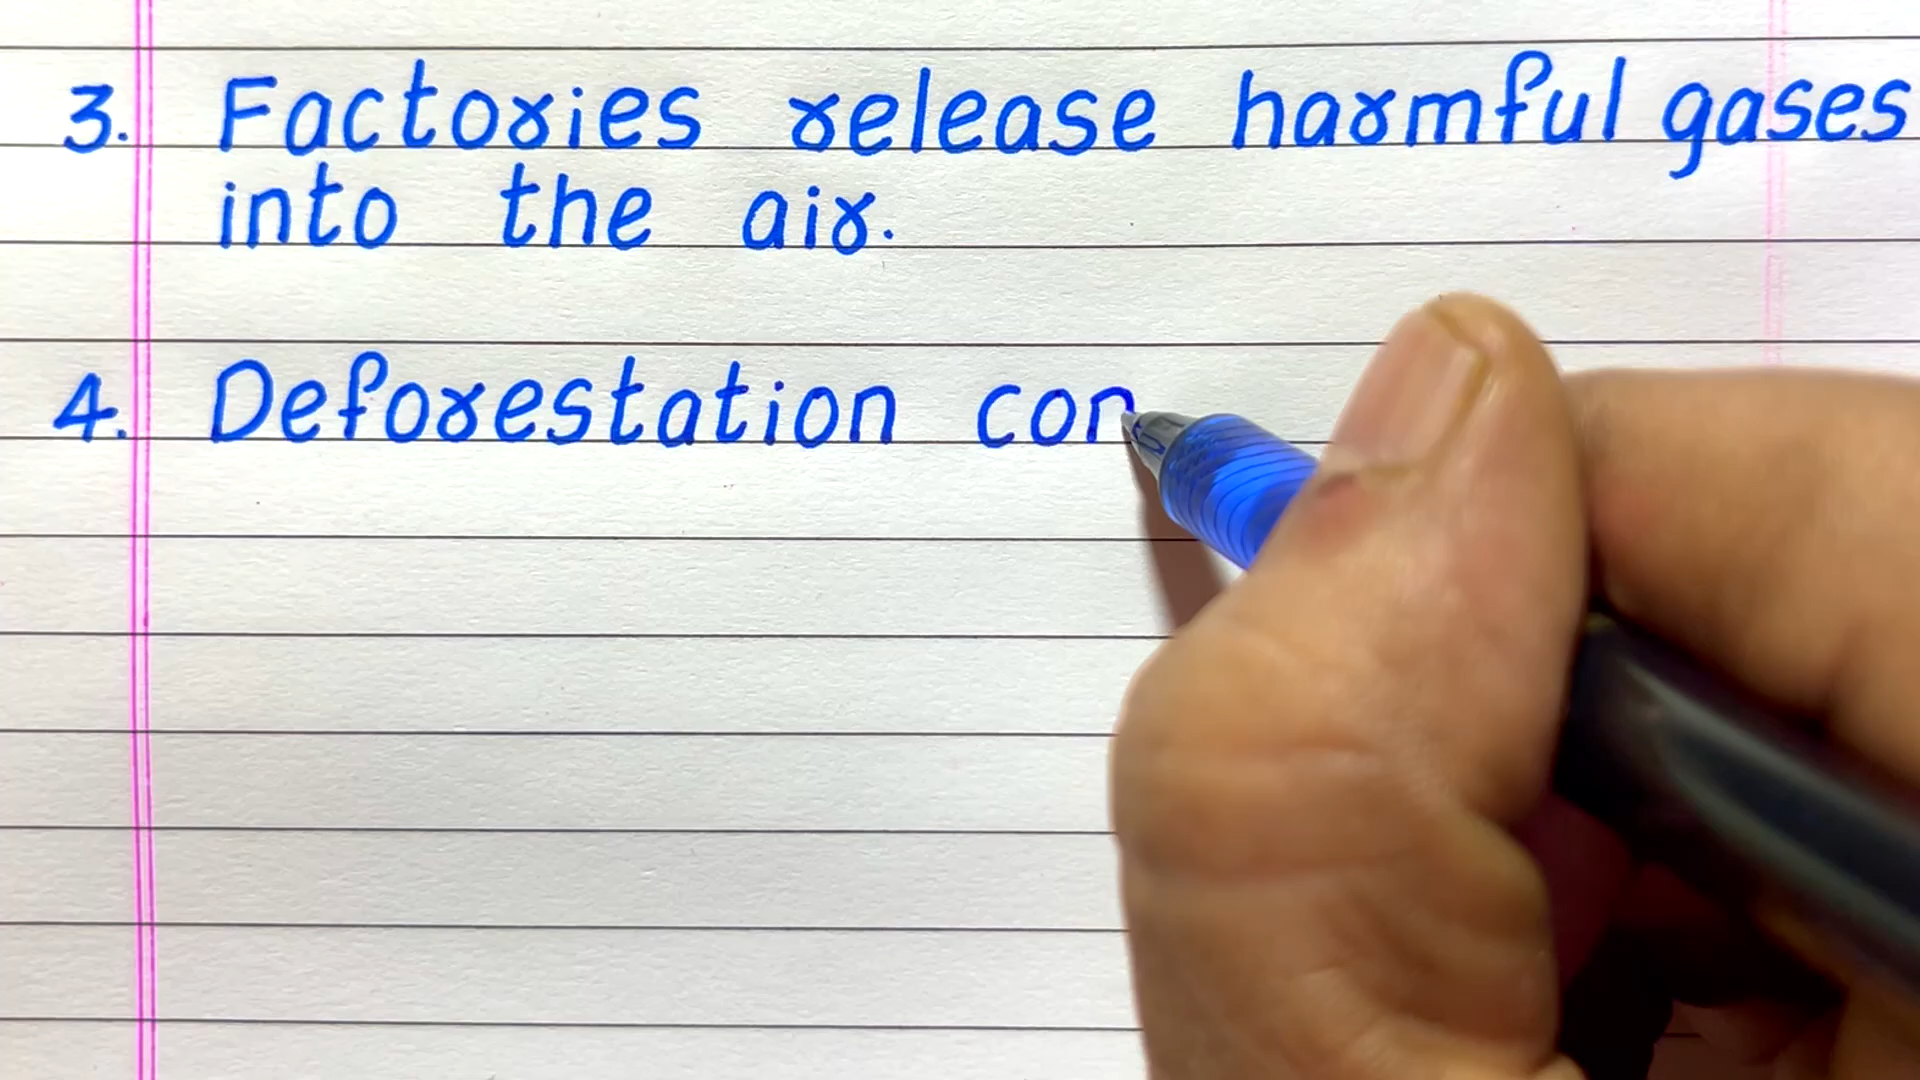 3. Factories release harmful gases
into the air.
4. Deforestation con